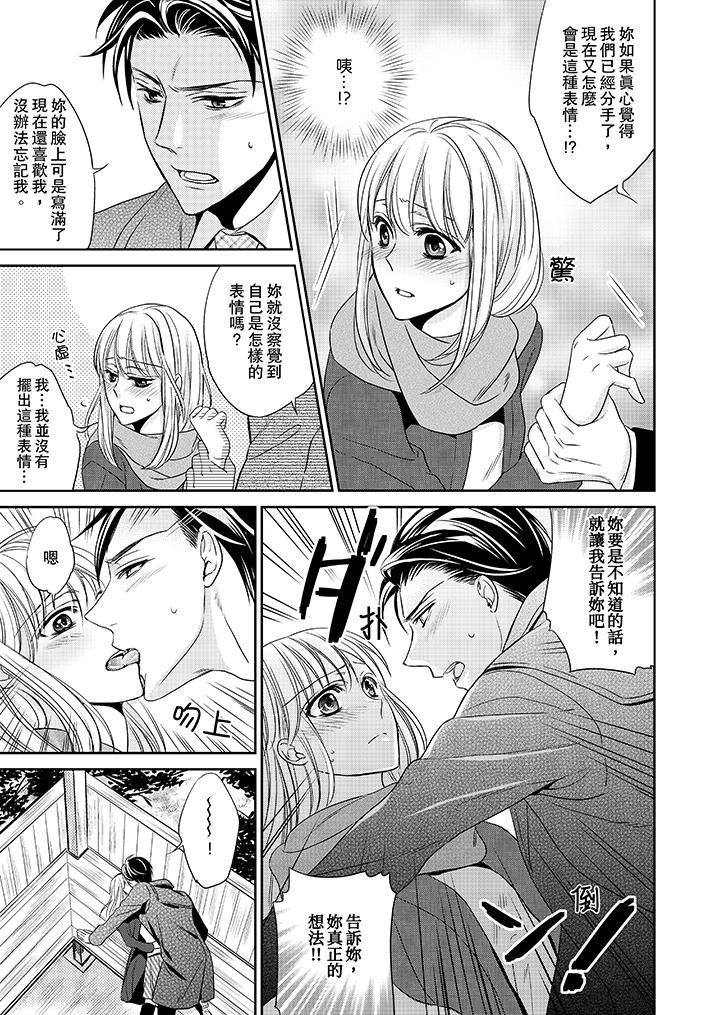 妳如果真心覺得
我們已經分手了，
現在又怎麼
會是這種表情…!?
咦…!?
驚
妳的臉上可是寫滿了
現在還喜歡我，
沒辦法忘記我。
妳就沒察覺到
自己是怎樣的
表情嗎？
心虛…
我…我並沒有
擺出這種表情…
妳要是不知道的話，
就讓我告訴妳吧！
扑
倒
告訴妳，
妳真正的
想法!!
嗯
吻上
～～！